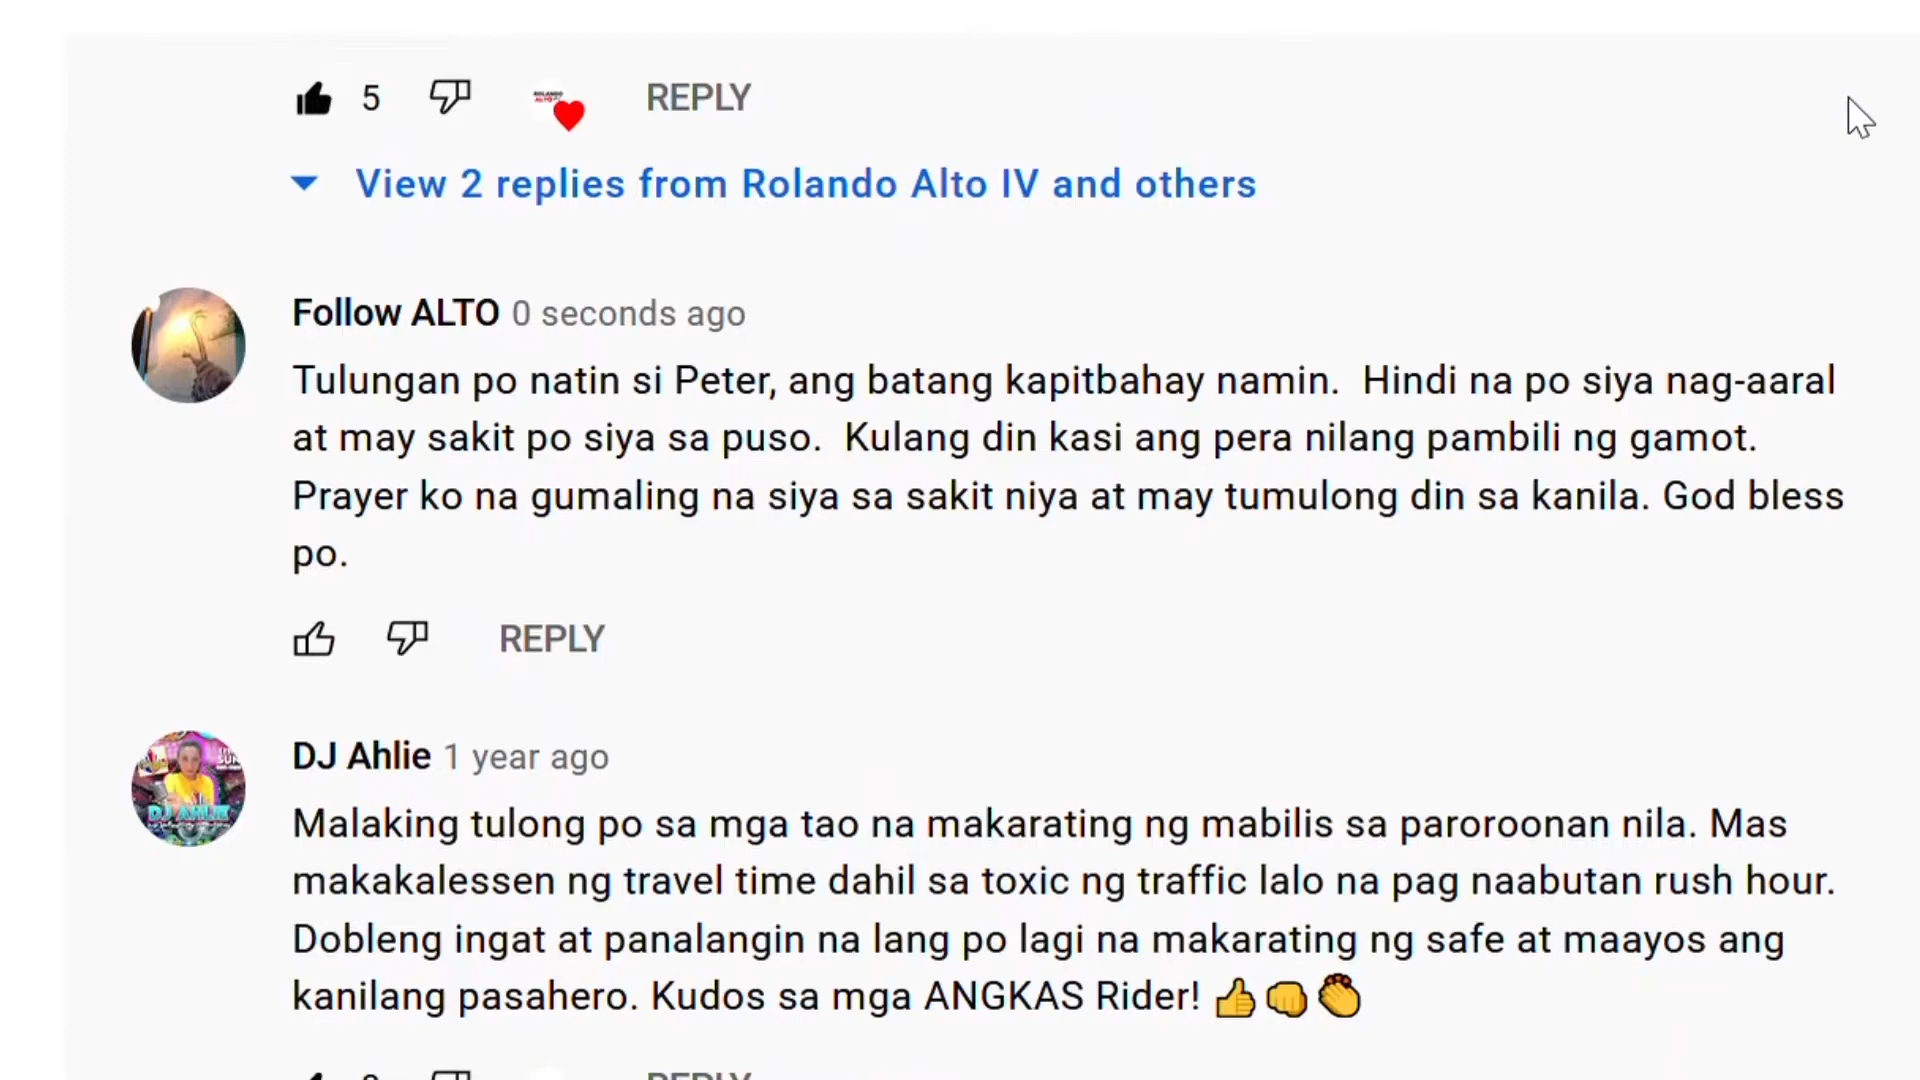 5 REPLY
View 2 replies from Rolando Alto IV and others
Follow ALTO 0 seconds ago
Tulungan po natin si Peter, ang batang kapitbahay namin.  Hindi na po siya nag-aaral
at may sakit po siya sa puso.  Kulang din kasi ang pera nilang pambili ng gamot.
Prayer ko na gumaling na siya sa sakit niya at may tumulong din sa kanila. God bless
po.
REPLY
DJ Ahlie 1 year ago
Malaking tulong po sa mga tao na makarating ng mabilis sa paroroonan nila. Mas
makakalessen ng travel time dahil sa toxic ng traffic lalo na pag naabutan rush hour.
Dobleng ingat at panalangin na lang po lagi na makarating ng safe at maayos ang
kanilang pasahero. Kudos sa mga ANGKAS Rider! 👍👊👏
REPLY